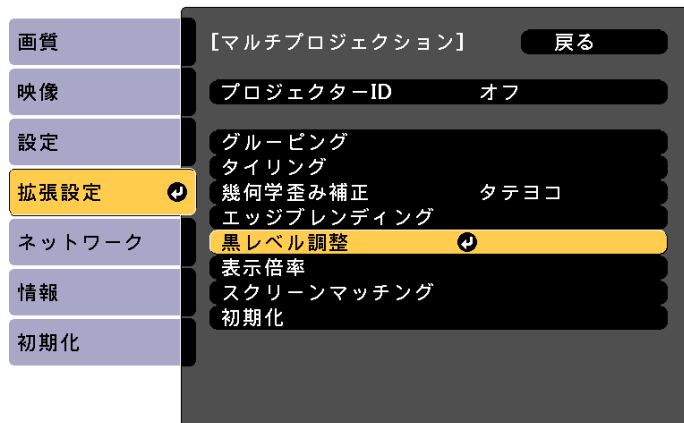 画質
映像
設定
拡張設定
ネットワーク
情報
初期化
[マルチプロジェクション] 戻る
プロジェクターID オフ
グルーピング
タイリング
幾何学歪み補正 タテヨコ
エッジブレンディング
黒レベル調整
表示倍率
スクリーンマッチング
初期化